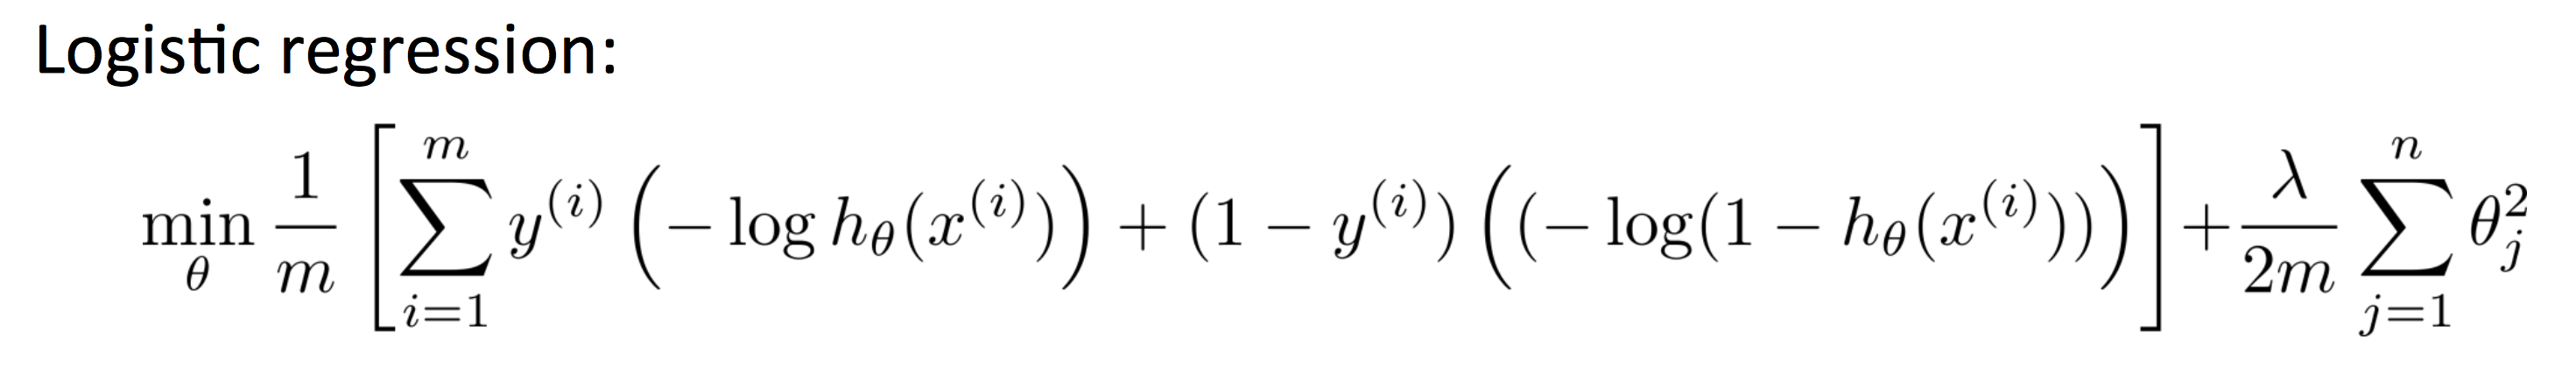 Logistic regression:
\min_{\theta} \frac{1}{m} \left[ \sum_{i=1}^{m} y^{(i)} \left( -\log h_{\theta}(x^{(i)}) \right) + (1 - y^{(i)}) \left( (-\log(1 - h_{\theta}(x^{(i)}))) \right) \right] + \frac{\lambda}{2m} \sum_{j=1}^{n} \theta_j^2